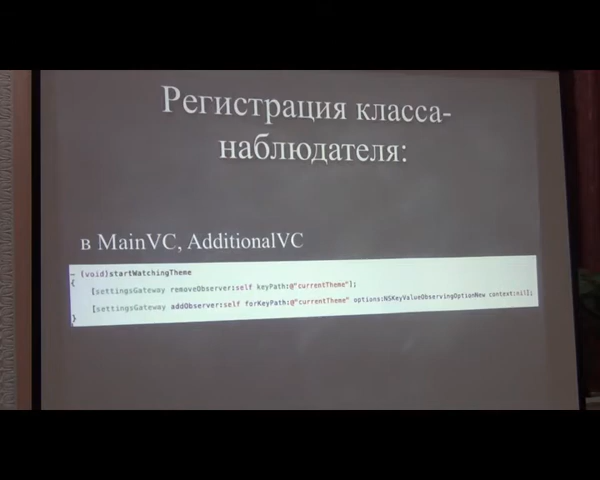 Регистрация класса-
наблюдателя:
в MainVC, AdditionalVC
- (void)startWatchingTheme
{
[settingsGateway removeObserver:self keyPath:@"currentTheme"];
[settingsGateway addObserver:self forKeyPath:@"currentTheme" options:NSKeyValueObservingOptionNew context:nil];
}